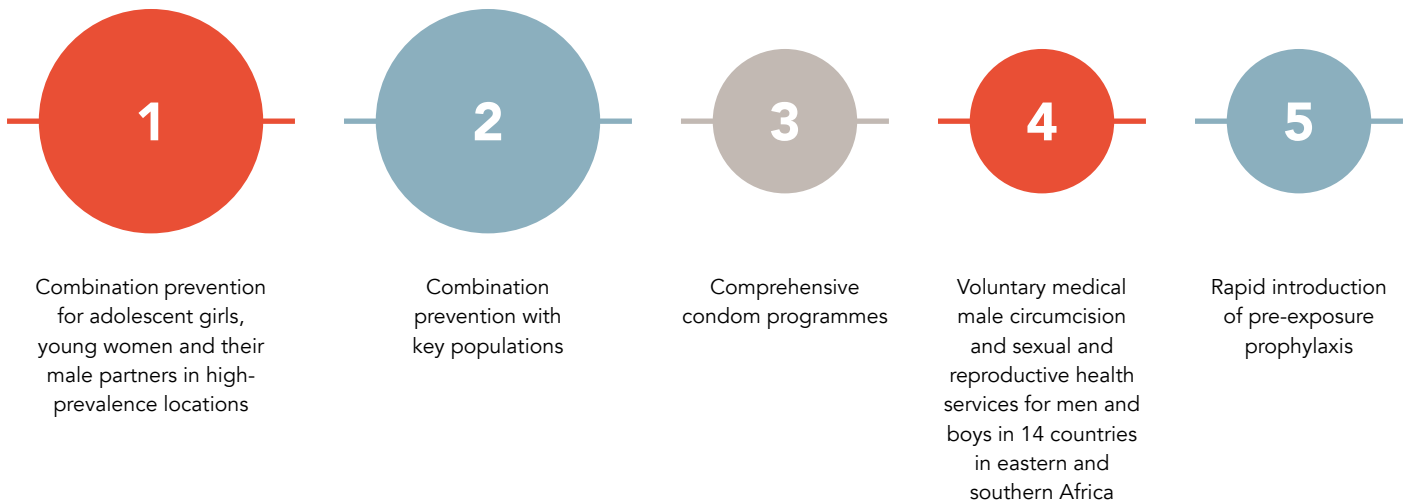 1
Combination prevention
for adolescent girls,
young women and their
male partners in high-
prevalence locations
2
Combination
prevention with
key populations
3
Comprehensive
condom programmes
4
Voluntary medical
male circumcision
and sexual and
reproductive health
services for men and
boys in 14 countries
in eastern and
southern Africa
5
Rapid introduction
of pre-exposure
prophylaxis